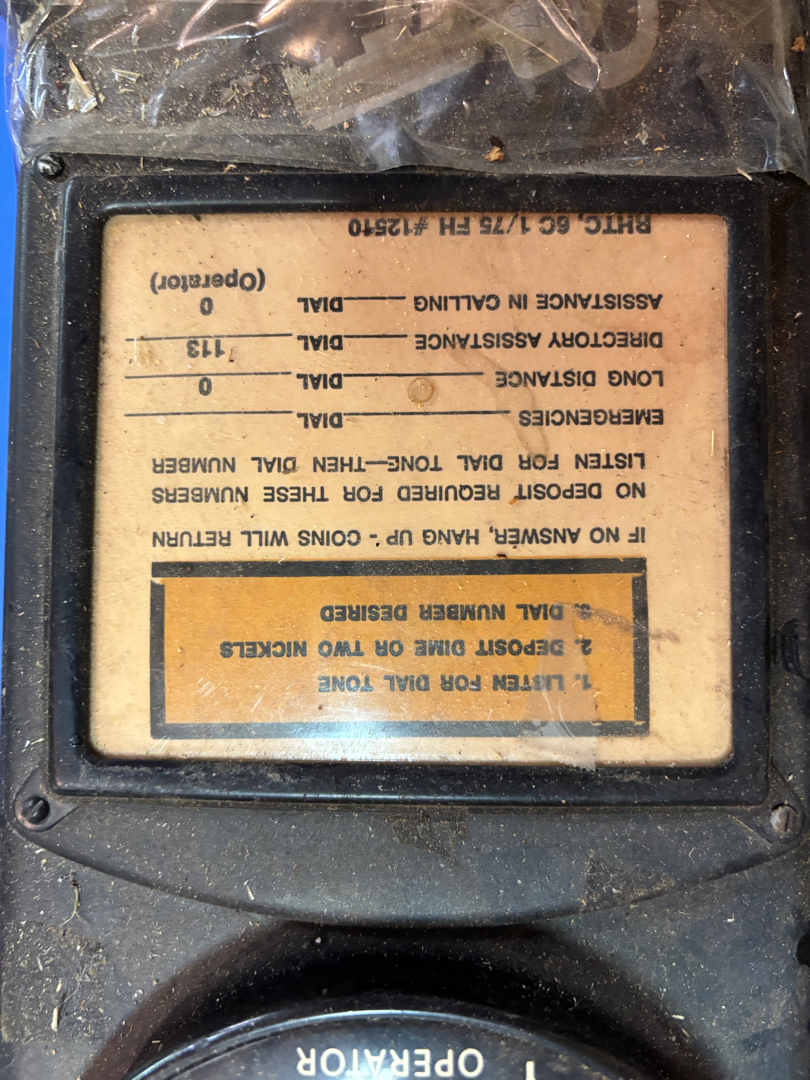 1. LISTEN FOR DIAL TONE
2. DEPOSIT DIME OR TWO NICKELS
3. DIAL NUMBER DESIRED
IF NO ANSWER, HANG UP - COINS WILL RETURN
NO DEPOSIT REQUIRED FOR THESE NUMBERS
LISTEN FOR DIAL TONE—THEN DIAL NUMBER
EMERGENCIES DIAL
LONG DISTANCE DIAL 0
DIRECTORY ASSISTANCE DIAL 113
ASSISTANCE IN CALLING DIAL 0
(Operator)
RHTC, 6C 1/75 FH #12510
OPERATOR